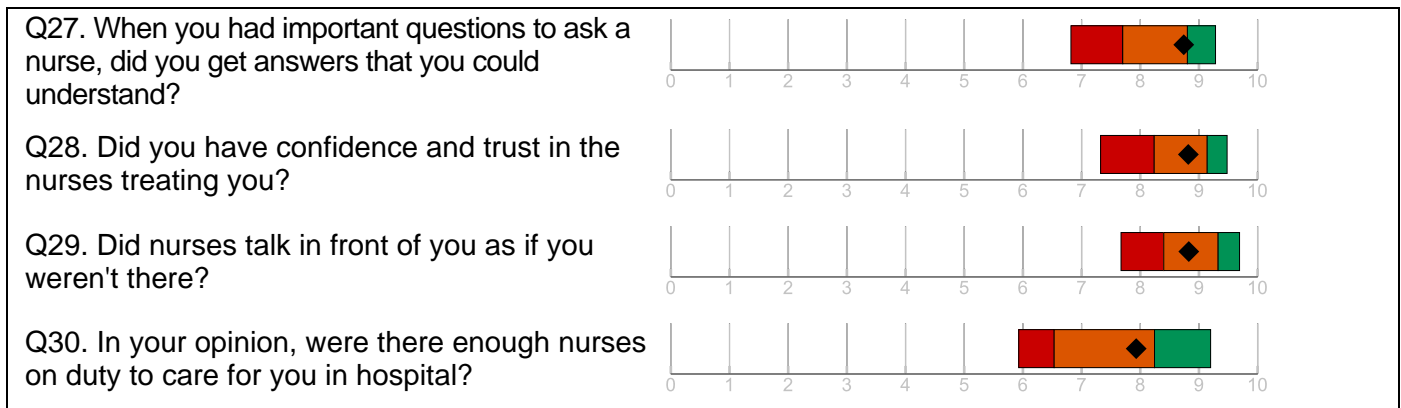 Q27. When you had important questions to ask a
nurse, did you get answers that you could
understand?
0 1 2 3 4 5 6 7 8 9 10
Q28. Did you have confidence and trust in the
nurses treating you?
0 1 2 3 4 5 6 7 8 9 10
Q29. Did nurses talk in front of you as if you
weren't there?
0 1 2 3 4 5 6 7 8 9 10
Q30. In your opinion, were there enough nurses
on duty to care for you in hospital?
0 1 2 3 4 5 6 7 8 9 10